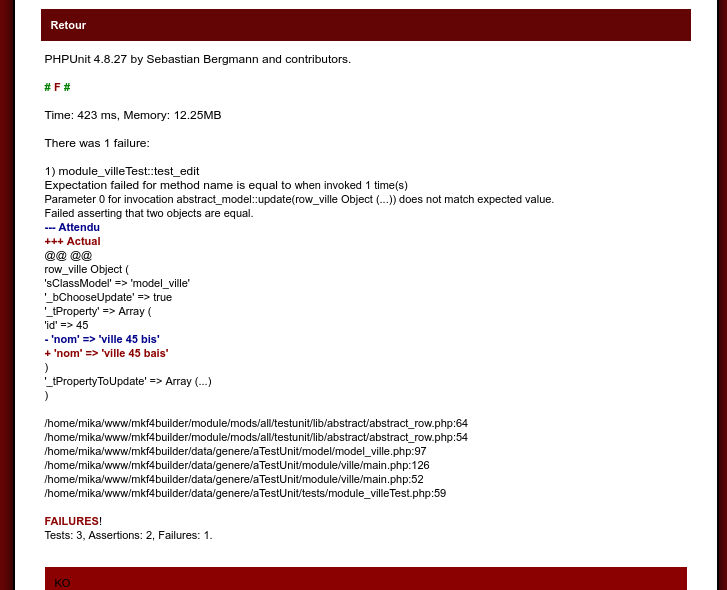 Retour
PHPUnit 4.8.27 by Sebastian Bergmann and contributors.
# F #
Time: 423 ms, Memory: 12.25MB
There was 1 failure:
1) module_villeTest::test_edit
Expectation failed for method name is equal to when invoked 1 time(s)
Parameter 0 for invocation abstract_model::update(row_ville Object (...)) does not match expected value.
Failed asserting that two objects are equal.
--- Attendu
+++ Actual
@@ @@
row_ville Object (
'sClassModel' => 'model_ville'
'_bChooseUpdate' => true
'_tProperty' => Array (
'id' => 45
- 'nom' => 'ville 45 bis'
+ 'nom' => 'ville 45 bais'
)
'_tPropertyToUpdate' => Array (...)
)
/home/mika/www/mkf4builder/module/mods/all/testunit/lib/abstract/abstract_row.php:64
/home/mika/www/mkf4builder/module/mods/all/testunit/lib/abstract/abstract_row.php:54
/home/mika/www/mkf4builder/data/genere/aTestUnit/model/model_ville.php:97
/home/mika/www/mkf4builder/data/genere/aTestUnit/module/ville/main.php:126
/home/mika/www/mkf4builder/data/genere/aTestUnit/module/ville/main.php:52
/home/mika/www/mkf4builder/data/genere/aTestUnit/tests/module_villeTest.php:59
FAILURES!
Tests: 3, Assertions: 2, Failures: 1.
KO